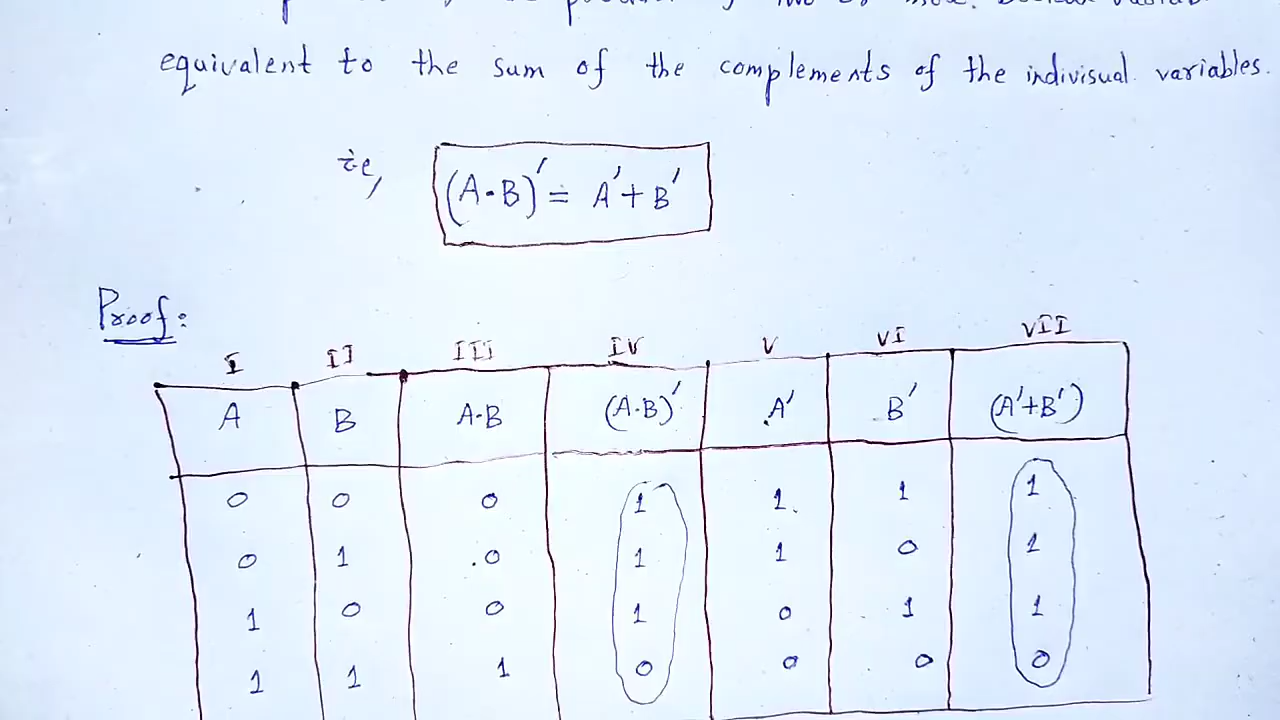 equivalent to the sum of the complements of the indivisual variables.
ie,
(A·B)′ = A′+B′
Proof:
I II III IV V VI VII
A B A·B (A·B)′ A′ B′ (A′+B′)
0 0 0 1 1 1 1
0 1 0 1 1 0 1
1 0 0 1 0 1 1
1 1 1 0 0 0 0